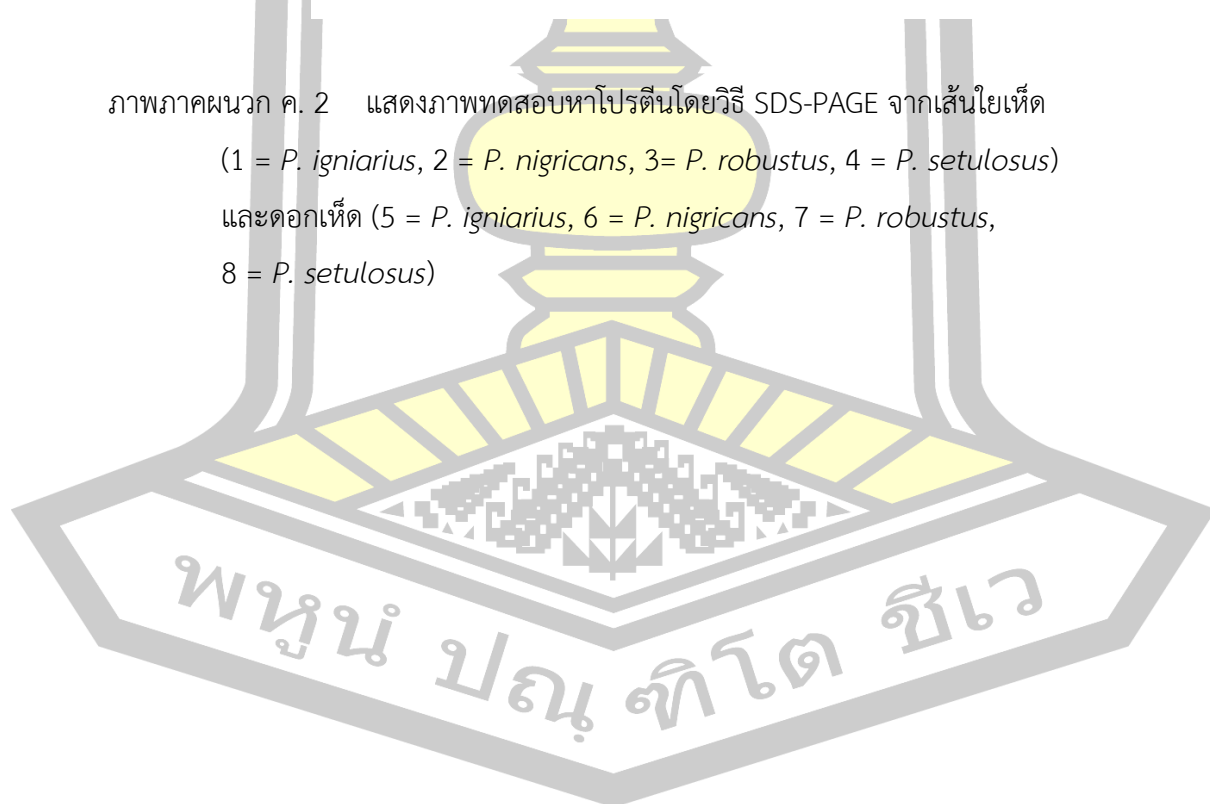 ภาพภาคผนวก ค. 2 แสดงภาพทดสอบหาโปรตีนโดยวิธี SDS-PAGE จากเส้นใยเห็ด
(1 = P. igniarius, 2 = P. nigricans, 3= P. robustus, 4 = P. setulosus)
และดอกเห็ด (5 = P. igniarius, 6 = P. nigricans, 7 = P. robustus,
8 = P. setulosus)
พหูนํ ปณฺฑิโต ชีเว